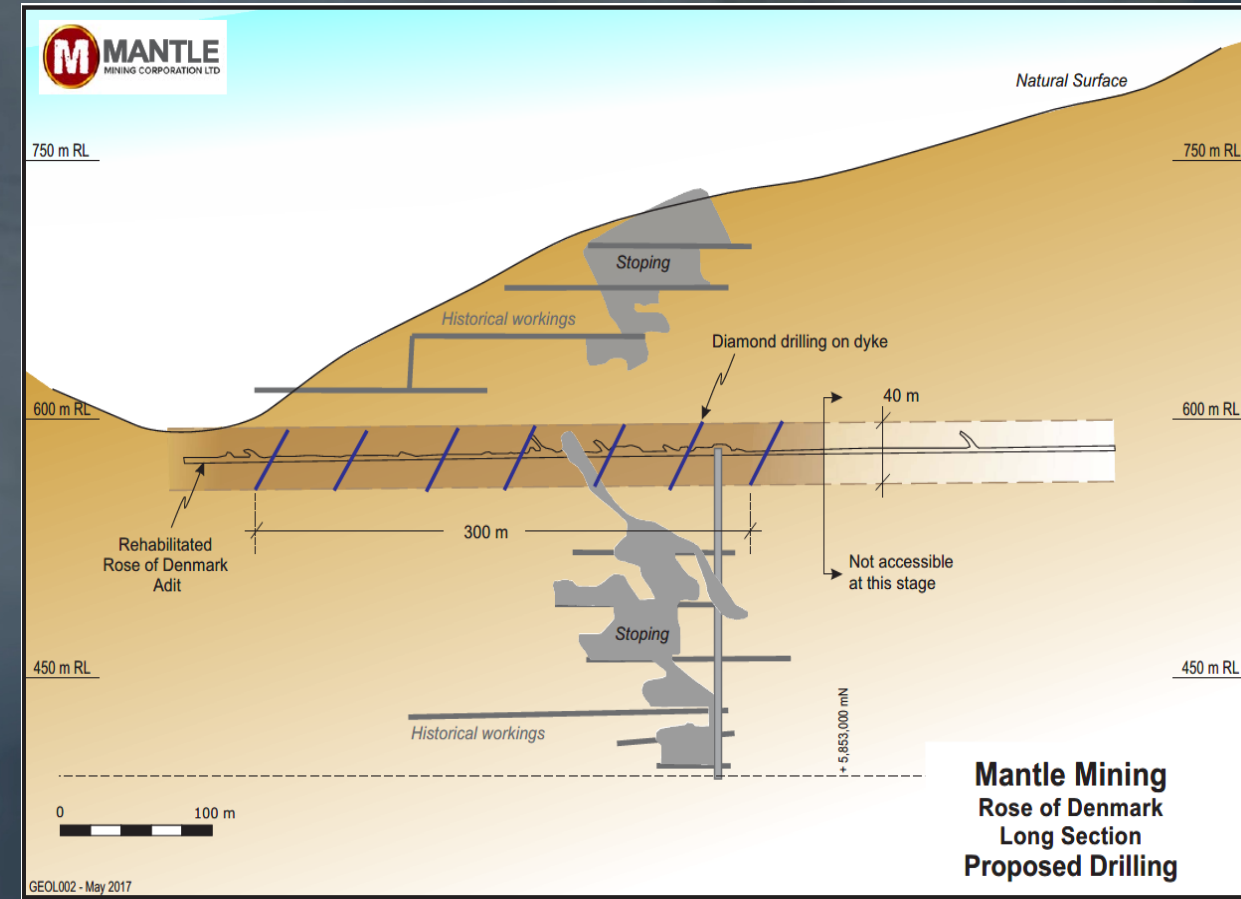 M MANTLE
MINING CORPORATION LTD
Natural Surface
750 m RL
750 m RL
Stoping
Historical workings
Diamond drilling on dyke
40 m
600 m RL
600 m RL
300 m
Rehabilitated
Rose of Denmark
Adit
Not accessible
at this stage
Stoping
450 m RL
450 m RL
Historical workings
+ 5,853,000 mN
0
100 m
Mantle Mining
Rose of Denmark
Long Section
Proposed Drilling
GEOL002 - May 2017